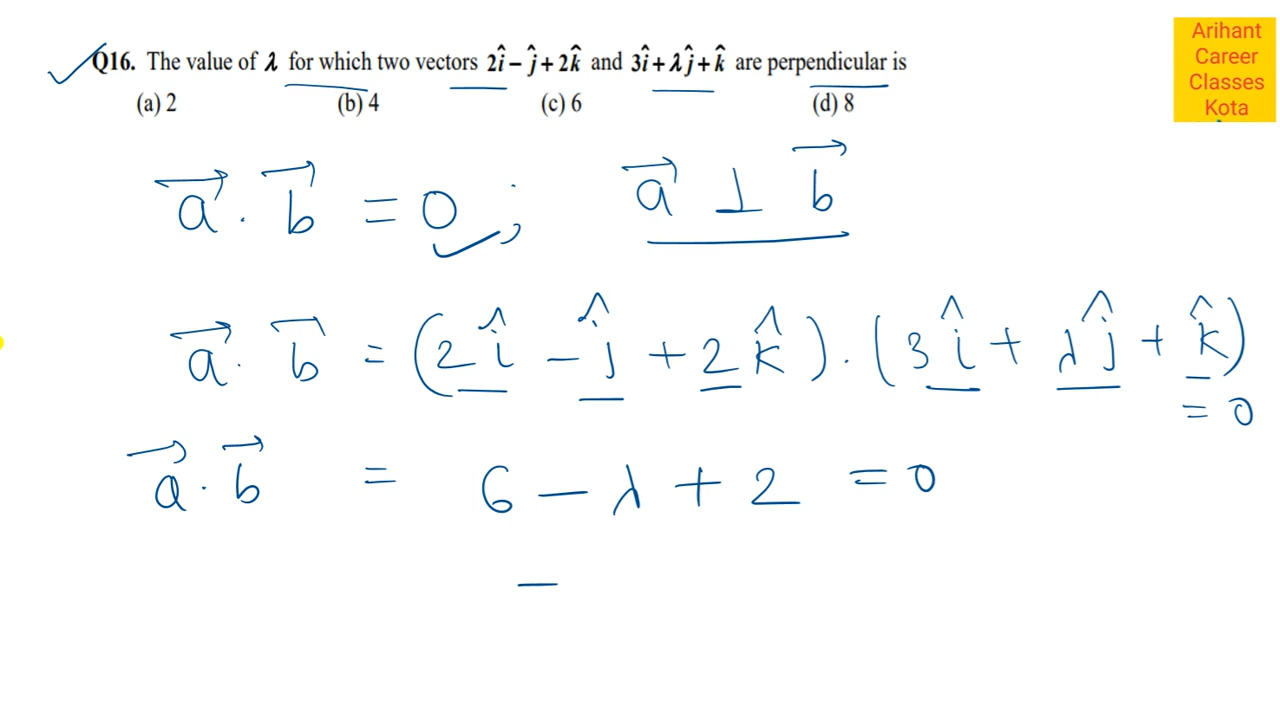 Q16. The value of λ for which two vectors 2î − ĵ + 2k̂ and 3î + λĵ + k̂ are perpendicular is
(a) 2 (b) 4 (c) 6 (d) 8
Arihant
Career
Classes
Kota
a⃗ . b⃗ = 0 ; a⃗ ⊥ b⃗
a⃗ . b⃗ = (2î − ĵ + 2k̂) . (3î + λĵ + k̂)
= 0
a⃗ . b⃗ = 6 − λ + 2 = 0
−